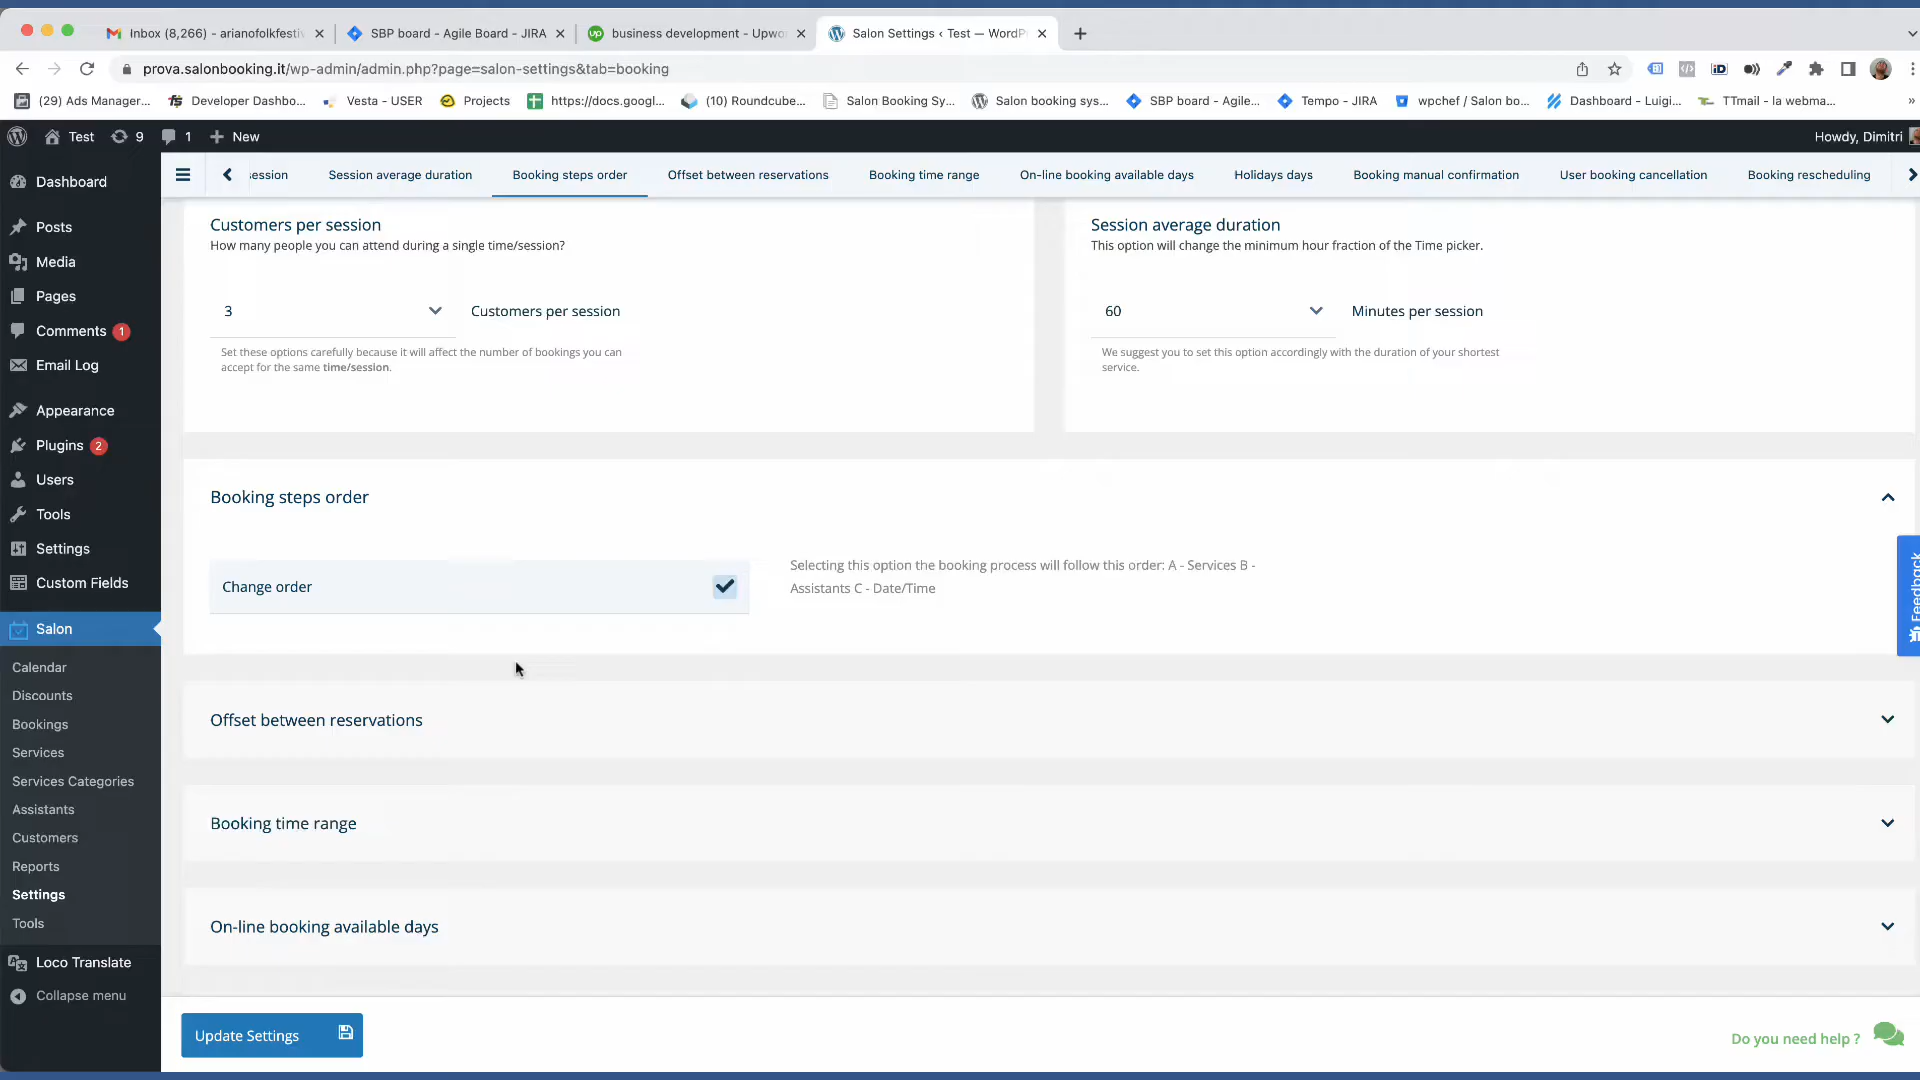 Inbox (8,266) - arianofolkfesti
SBP board - Agile Board - JIRA
business development - Upwo
Salon Settings ‹ Test — WordP
prova.salonbooking.it/wp-admin/admin.php?page=salon-settings&tab=booking
(29) Ads Manager...
Developer Dashbo...
Vesta - USER
Projects
https://docs.googl...
(10) Roundcube...
Salon Booking Sy...
Salon booking sys...
SBP board - Agile...
Tempo - JIRA
wpchef / Salon bo...
Dashboard - Luigi...
TTmail - la webma...
»
Test
9
1
New
Howdy, Dimitri
Dashboard
Posts
Media
Pages
Comments 1
Email Log
Appearance
Plugins 2
Users
Tools
Settings
Custom Fields
Salon
Calendar
Discounts
Bookings
Services
Services Categories
Assistants
Customers
Reports
Settings
Tools
Loco Translate
Collapse menu
ession
Session average duration
Booking steps order
Offset between reservations
Booking time range
On-line booking available days
Holidays days
Booking manual confirmation
User booking cancellation
Booking rescheduling
Customers per session
How many people you can attend during a single time/session?
3
Customers per session
Set these options carefully because it will affect the number of bookings you can
accept for the same time/session.
Session average duration
This option will change the minimum hour fraction of the Time picker.
60
Minutes per session
We suggest you to set this option accordingly with the duration of your shortest
service.
Booking steps order
Change order
Selecting this option the booking process will follow this order: A - Services B -
Assistants C - Date/Time
Offset between reservations
Booking time range
On-line booking available days
Update Settings
Do you need help ?
Feedback